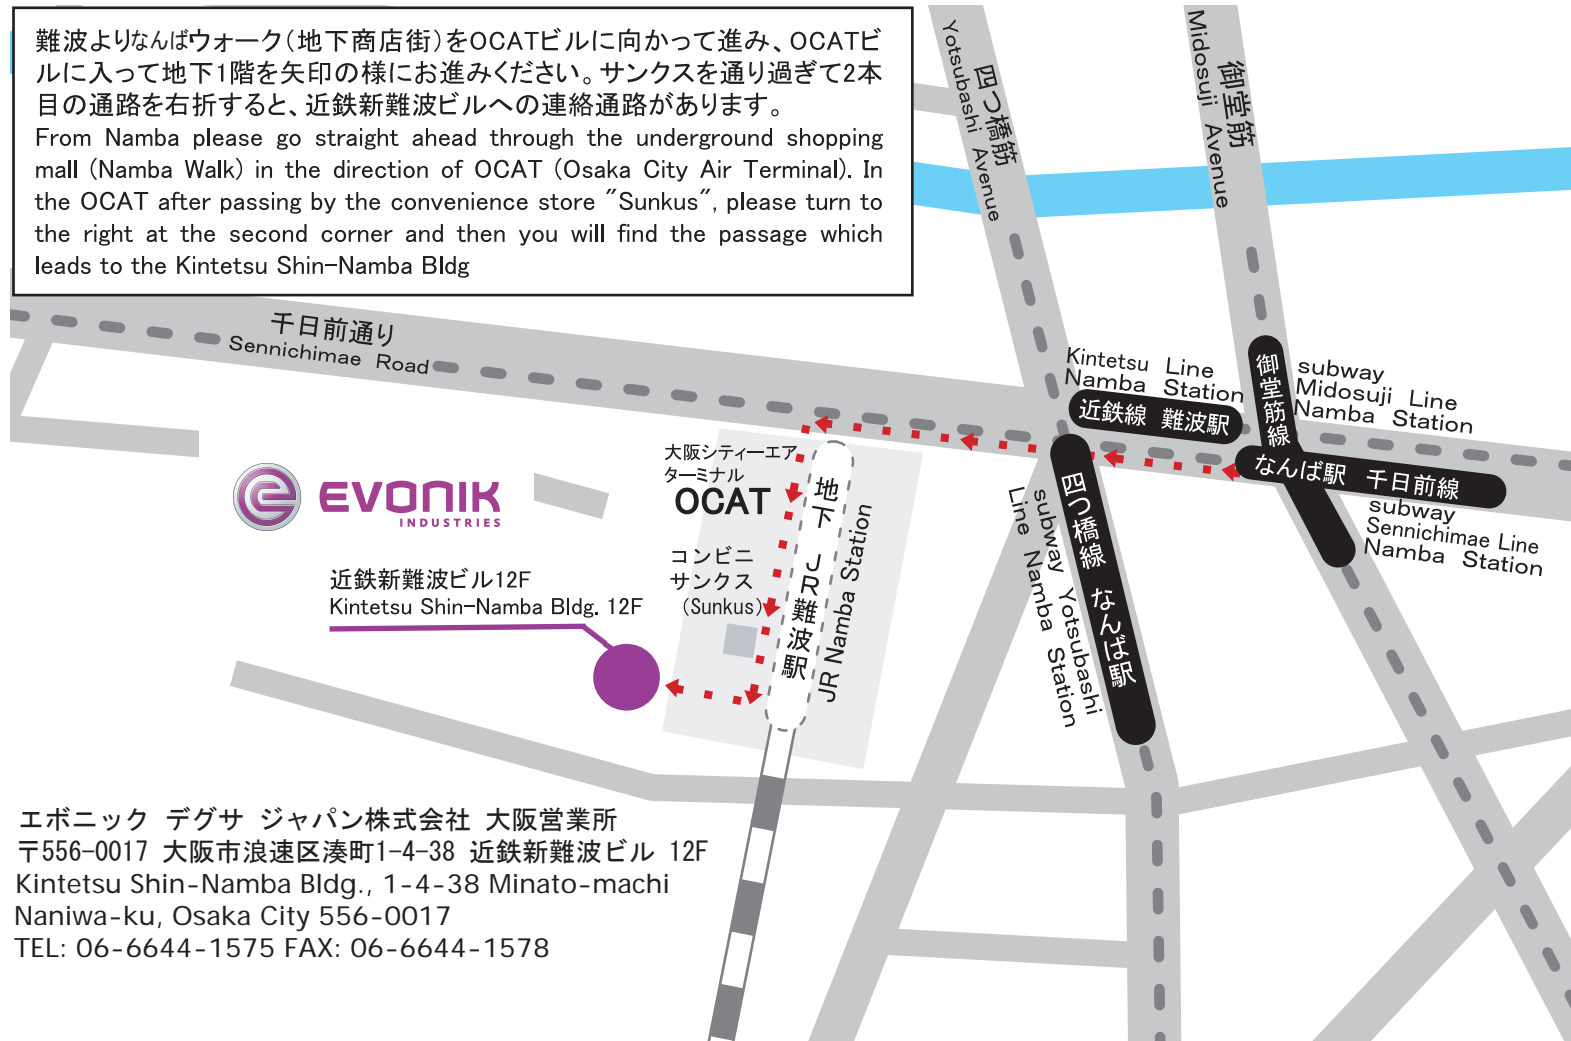 難波よりなんばウォーク(地下商店街)をOCATビルに向かって進み、OCATビ
ルに入って地下1階を矢印の様にお進みください。サンクスを通り過ぎて2本
目の通路を右折すると、近鉄新難波ビルへの連絡通路があります。
From Namba please go straight ahead through the underground shopping
mall (Namba Walk) in the direction of OCAT (Osaka City Air Terminal). In
the OCAT after passing by the convenience store "Sunkus", please turn to
the right at the second corner and then you will find the passage which
leads to the Kintetsu Shin-Namba Bldg
四つ橋筋
Yotsubashi Avenue
御堂筋
Midosuji Avenue
千日前通り
Sennichimae Road
Kintetsu Line
Namba Station
近鉄線 難波駅
御堂筋線
subway
Midosuji Line
Namba Station
なんば駅 千日前線
subway
Sennichimae Line
Namba Station
四つ橋線 なんば駅
subway Yotsubashi
Line Namba Station
大阪シティーエア
ターミナル
OCAT
地下 JR難波駅
JR Namba Station
コンビニ
サンクス
(Sunkus)
EVONIK
INDUSTRIES
近鉄新難波ビル12F
Kintetsu Shin-Namba Bldg. 12F
エボニック デグサ ジャパン株式会社 大阪営業所
〒556-0017 大阪市浪速区湊町1-4-38 近鉄新難波ビル 12F
Kintetsu Shin-Namba Bldg., 1-4-38 Minato-machi
Naniwa-ku, Osaka City 556-0017
TEL: 06-6644-1575 FAX: 06-6644-1578